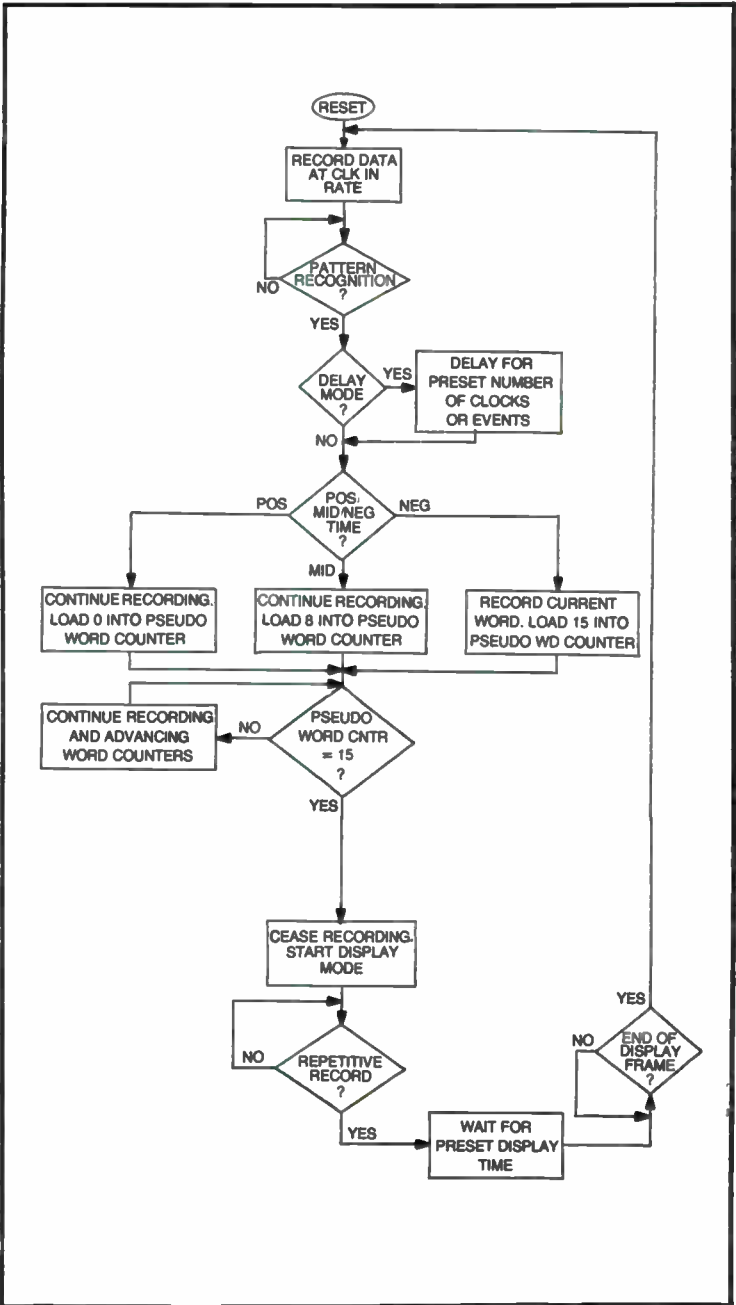 RESET
RECORD DATA
AT CLK IN
RATE
PATTERN
RECOGNITION
?
NO
YES
DELAY
MODE
?
YES
DELAY FOR
PRESET NUMBER
OF CLOCKS
OR EVENTS
NO
POS/
MID/NEG
TIME
?
POS
NEG
MID
CONTINUE RECORDING.
LOAD 0 INTO PSEUDO
WORD COUNTER
CONTINUE RECORDING.
LOAD 8 INTO PSEUDO
WORD COUNTER
RECORD CURRENT
WORD. LOAD 15 INTO
PSEUDO WD COUNTER
CONTINUE RECORDING
AND ADVANCING
WORD COUNTERS
NO
PSEUDO
WORD CNTR
= 15
?
YES
CEASE RECORDING.
START DISPLAY
MODE
NO
REPETITIVE
RECORD
?
YES
WAIT FOR
PRESET DISPLAY
TIME
YES
NO
END OF
DISPLAY
FRAME
?